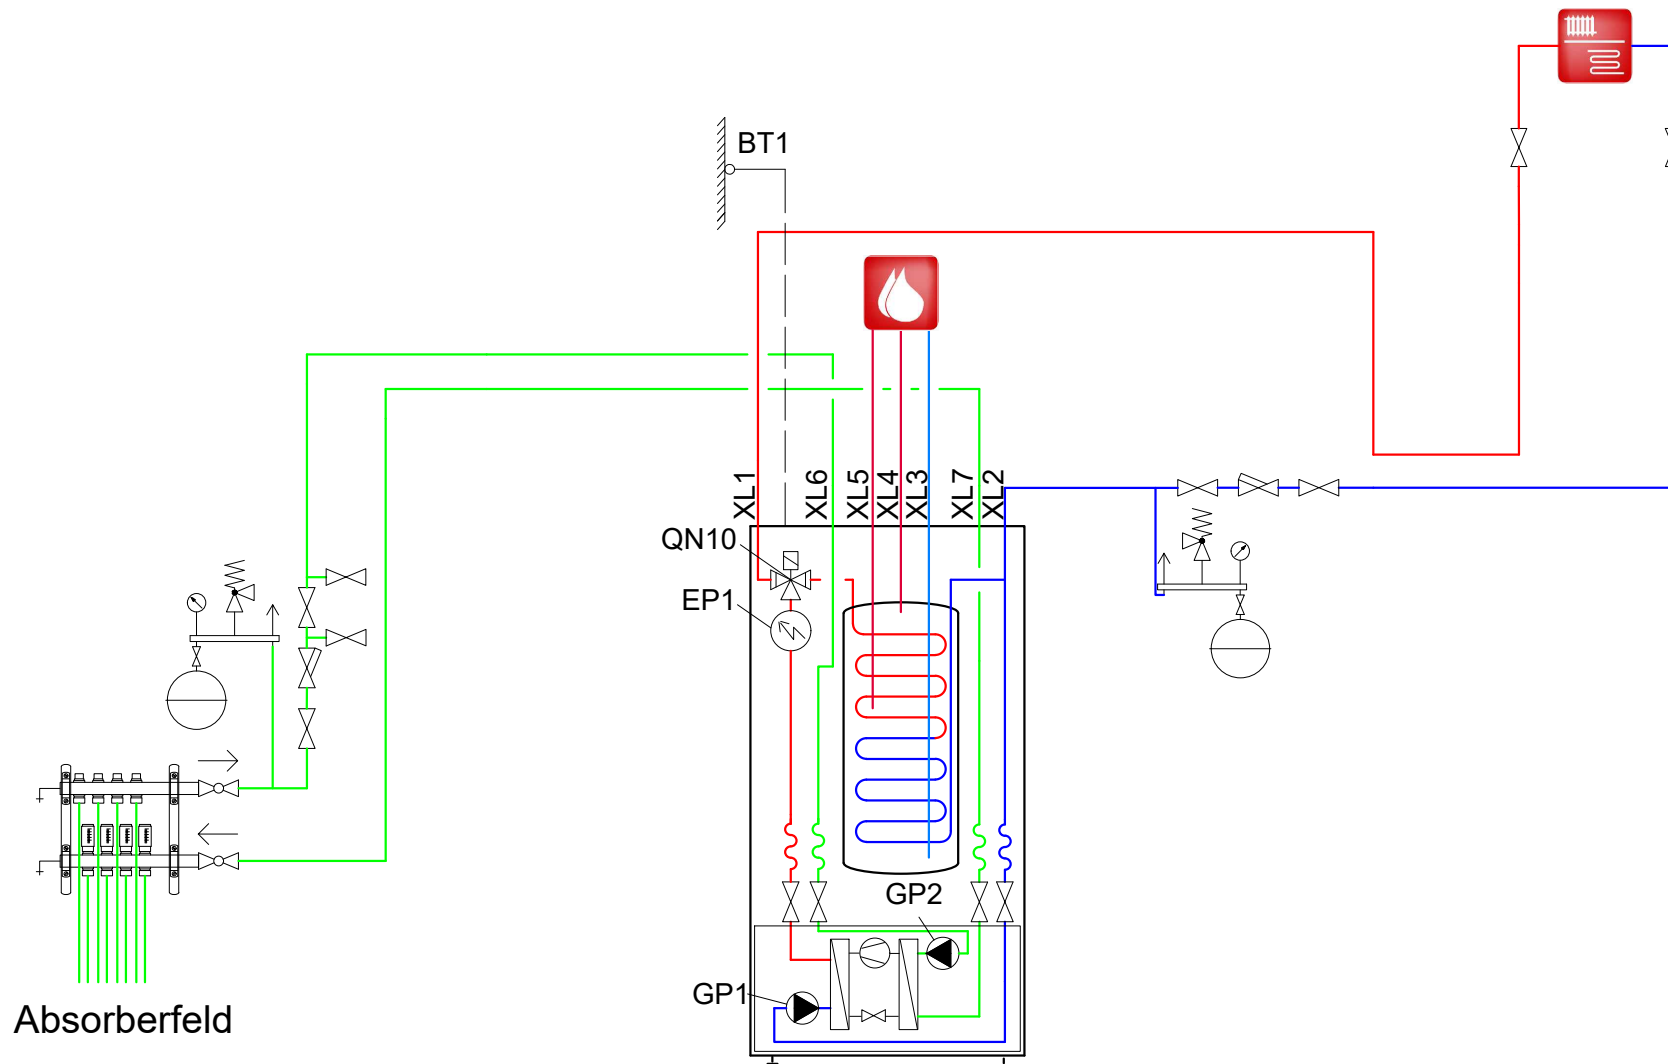 BT1
XL1
XL6
XL5
XL4
XL3
XL7
XL2
QN10
EP1
GP2
GP1
Absorberfeld